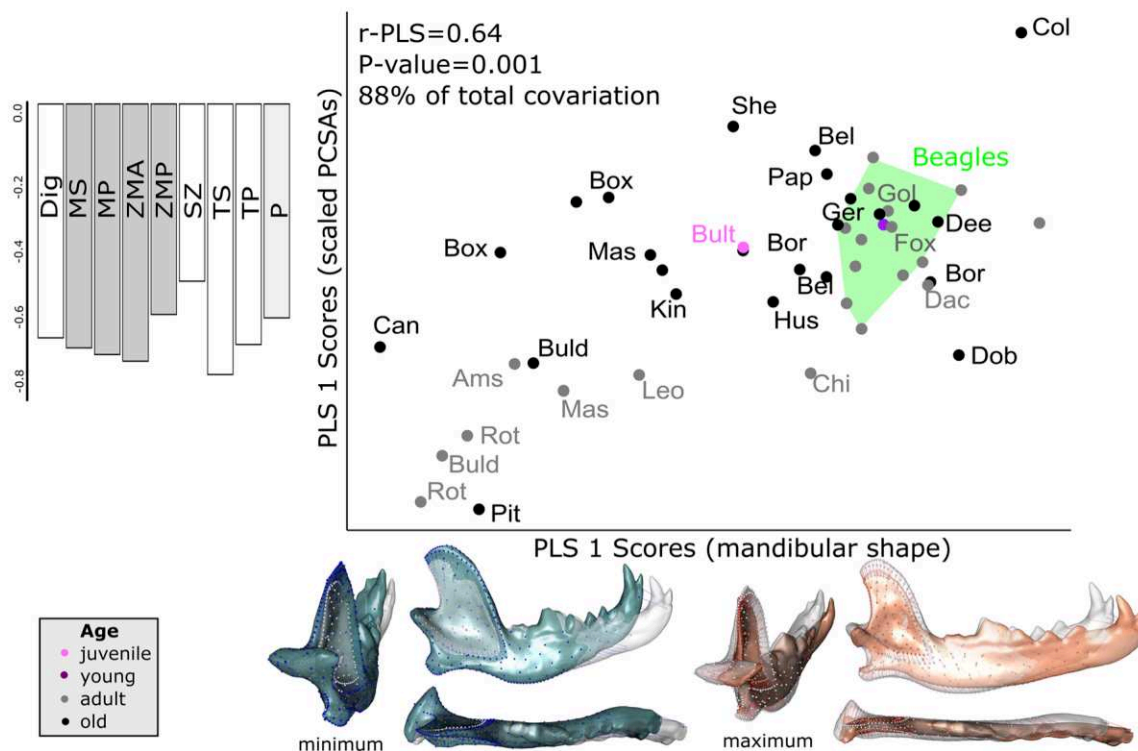 r-PLS=0.64
P-value=0.001
88% of total covariation
0.0
-0.2
-0.4
-0.6
-0.8
Dig
MS
MP
ZMA
ZMP
SZ
TS
TP
P
PLS 1 Scores (scaled PCSAs)
Col
She
Bel
Beagles
Pap
Box
Gol
Ger
Dee
Bult
Fox
Box
Mas
Bor
Bor
Bel
Dac
Kin
Hus
Can
Buld
Dob
Ams
Leo
Chi
Mas
Rot
Buld
Rot
Pit
PLS 1 Scores (mandibular shape)
Age
juvenile
young
adult
old
minimum
maximum